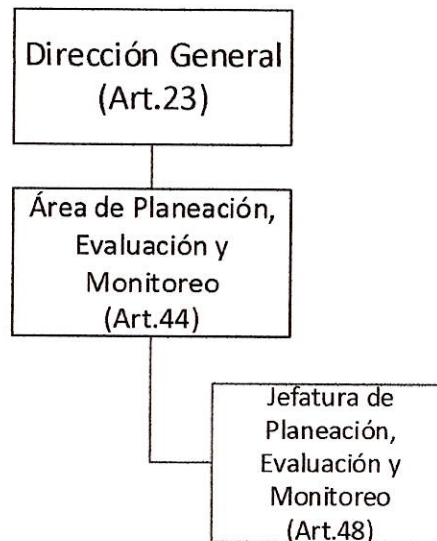 Dirección General
(Art.23)
Área de Planeación,
Evaluación y
Monitoreo
(Art.44)
Jefatura de
Planeación,
Evaluación y
Monitoreo
(Art.48)